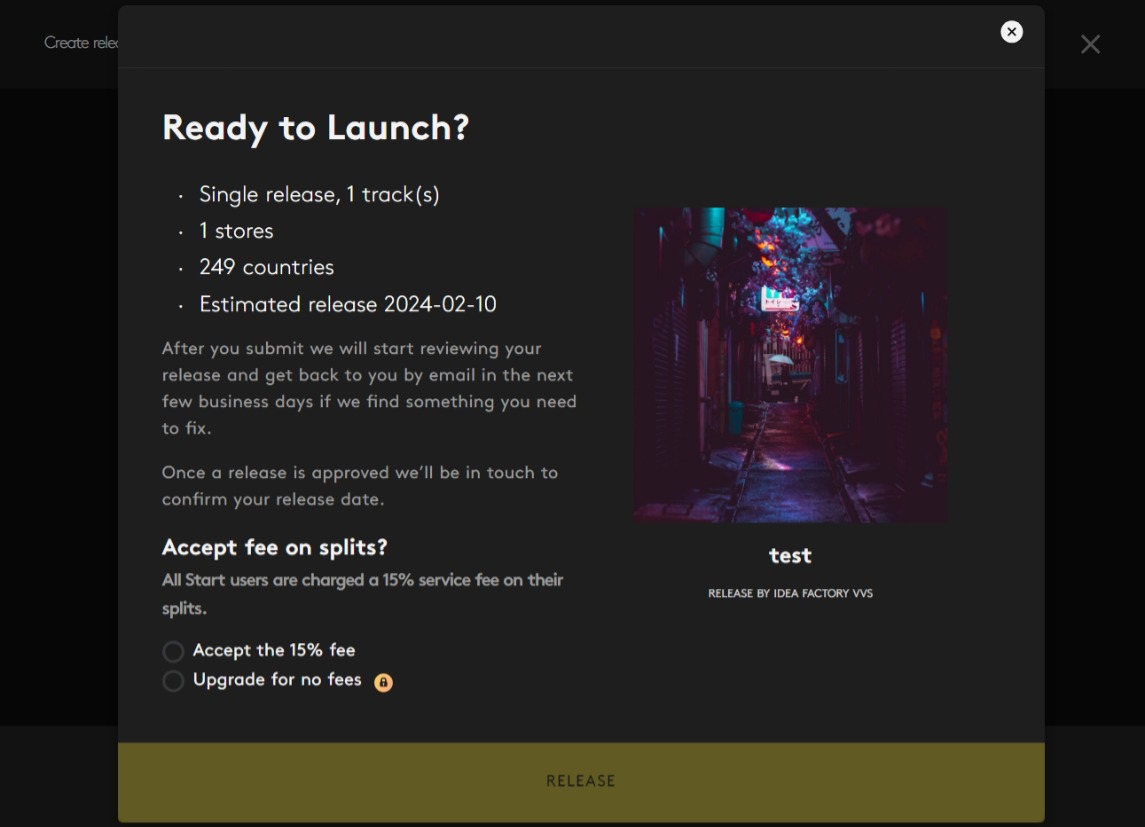 Create relea
Ready to Launch?
· Single release, 1 track(s)
· 1 stores
· 249 countries
· Estimated release 2024-02-10
After you submit we will start reviewing your
release and get back to you by email in the next
few business days if we find something you need
to fix.
Once a release is approved we’ll be in touch to
confirm your release date.
Accept fee on splits?
All Start users are charged a 15% service fee on their
splits.
Accept the 15% fee
Upgrade for no fees
トイレ
test
RELEASE BY IDEA FACTORY VVS
RELEASE